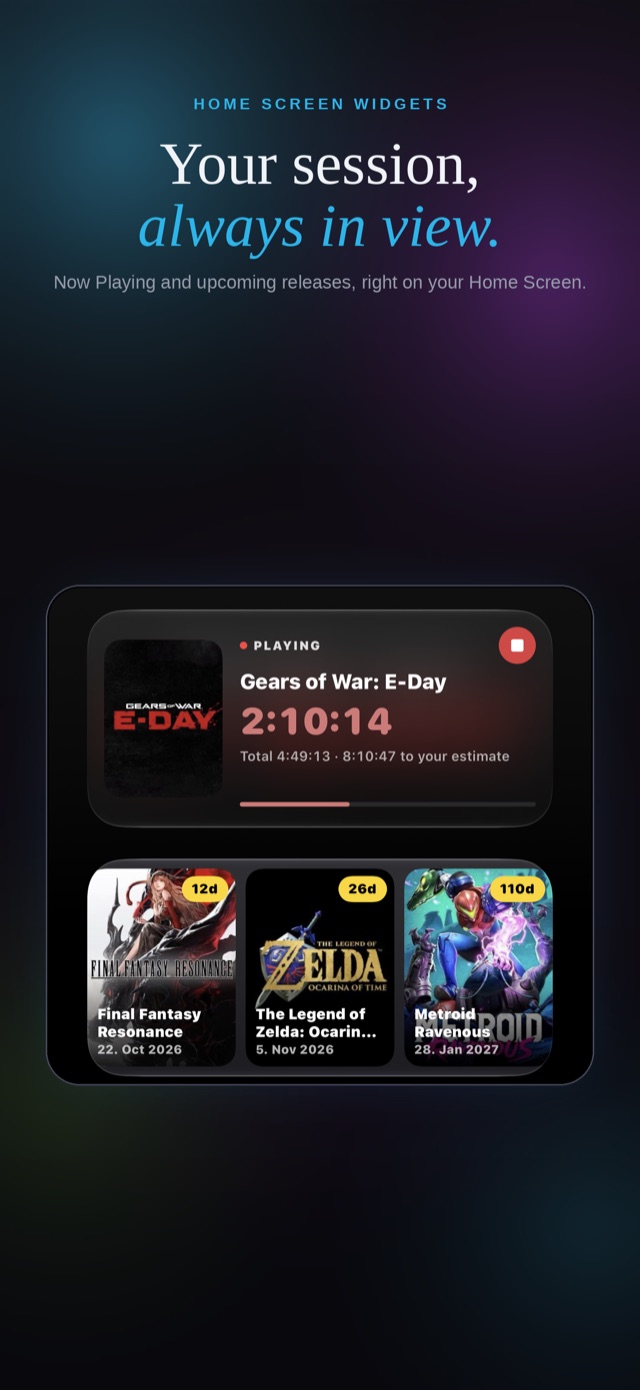 HOME SCREEN WIDGETS
Your session,
always in view.
Now Playing and upcoming releases, right on your Home Screen.
PLAYING
Gears of War: E-Day
2:10:14
Total 4:49:13 · 8:10:47 to your estimate
GEARS OF WAR
E-DAY
12d
FINAL FANTASY RESONANCE
Final Fantasy
Resonance
22. Oct 2026
26d
THE LEGEND OF
ZELDA
OCARINA OF TIME
The Legend of
Zelda: Ocarin...
5. Nov 2026
110d
METROID
Metroid
Ravenous
28. Jan 2027